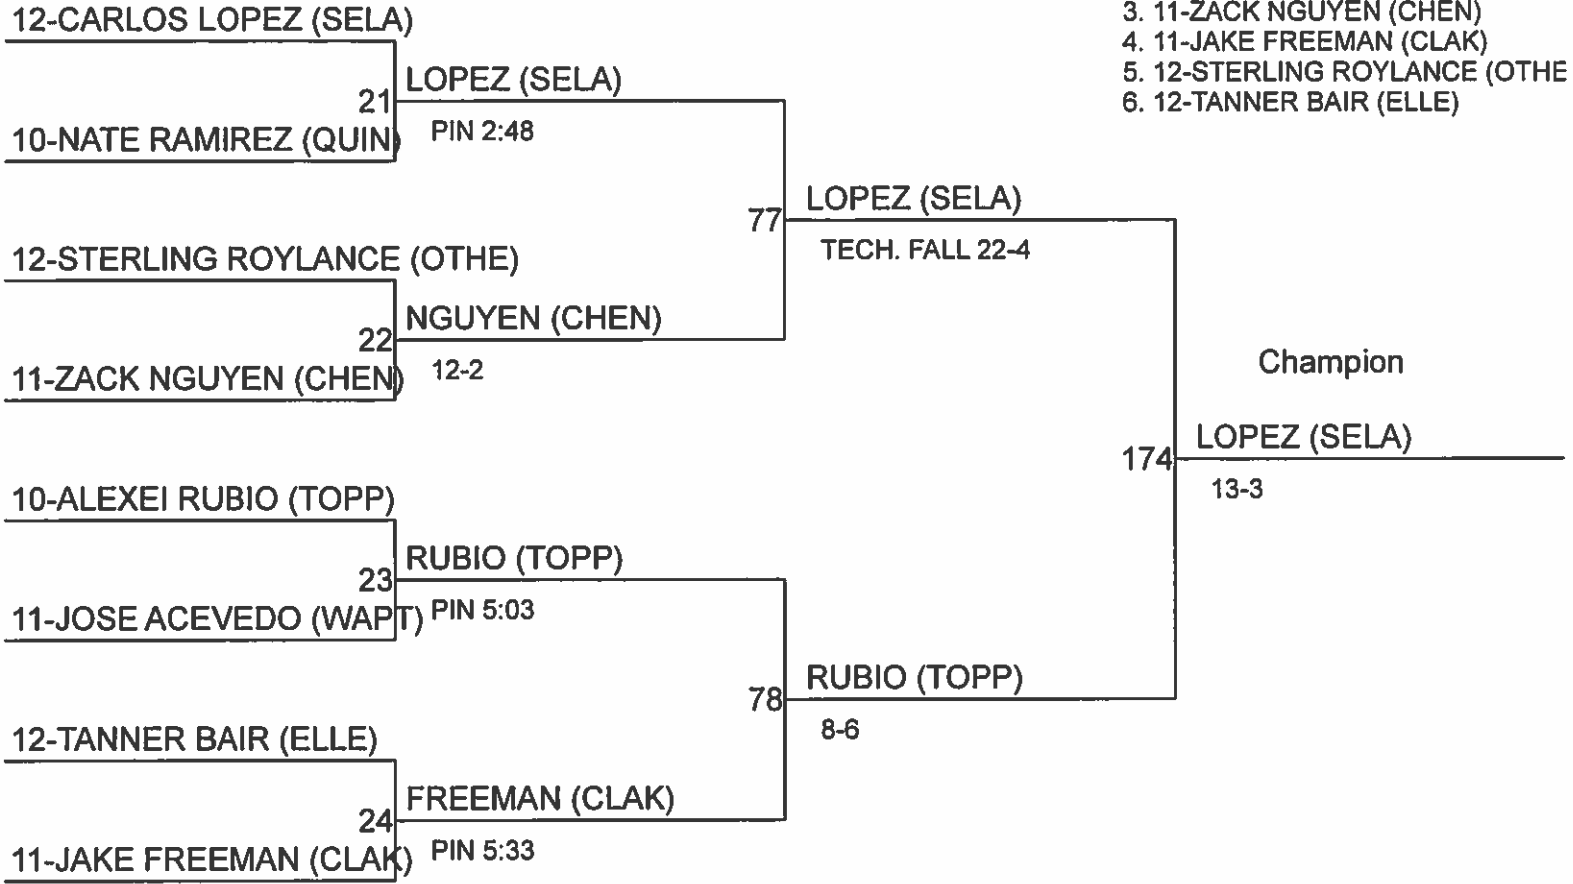 12-CARLOS LOPEZ (SELA)
3. 11-ZACK NGUYEN (CHEN)
4. 11-JAKE FREEMAN (CLAK)
5. 12-STERLING ROYLANCE (OTHE
6. 12-TANNER BAIR (ELLE)
LOPEZ (SELA)
21
PIN 2:48
10-NATE RAMIREZ (QUIN)
LOPEZ (SELA)
77
TECH. FALL 22-4
12-STERLING ROYLANCE (OTHE)
NGUYEN (CHEN)
22
12-2
11-ZACK NGUYEN (CHEN)
Champion
LOPEZ (SELA)
174
13-3
10-ALEXEI RUBIO (TOPP)
RUBIO (TOPP)
23
PIN 5:03
11-JOSE ACEVEDO (WAPT)
RUBIO (TOPP)
78
8-6
12-TANNER BAIR (ELLE)
FREEMAN (CLAK)
24
PIN 5:33
11-JAKE FREEMAN (CLAK)